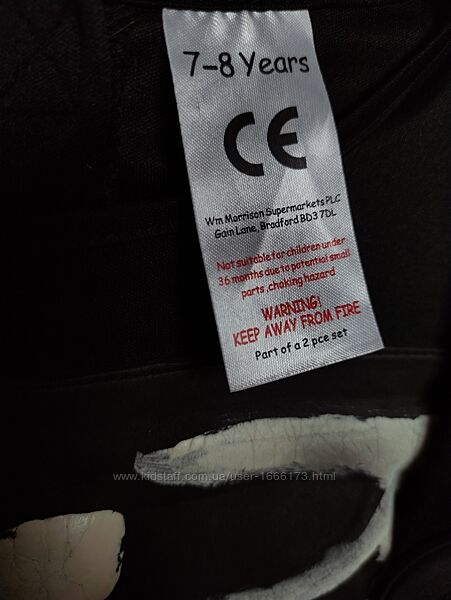 7-8 Years
CE
Wm Morrison Supermarkets PLC
Gain Lane, Bradford BD3 7DL
Not suitable for children under
36 months due to potential small
parts ,choking hazard
WARNING!
KEEP AWAY FROM FIRE
Part of a 2 pce set
www.kidstaff.com.ua/user-1666173.html